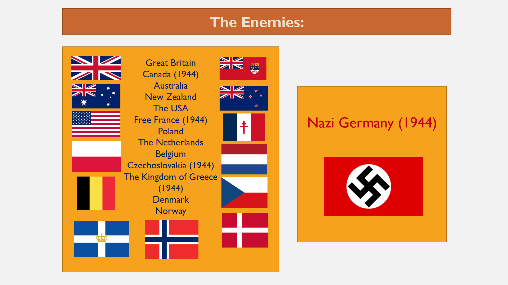 The Enemies:
Great Britain
Canada (1944)
Australia
New Zealand
The USA
Free France (1944)
Poland
The Netherlands
Belgium
Czechoslovakia (1944)
The Kingdom of Greece
(1944)
Denmark
Norway
Nazi Germany (1944)